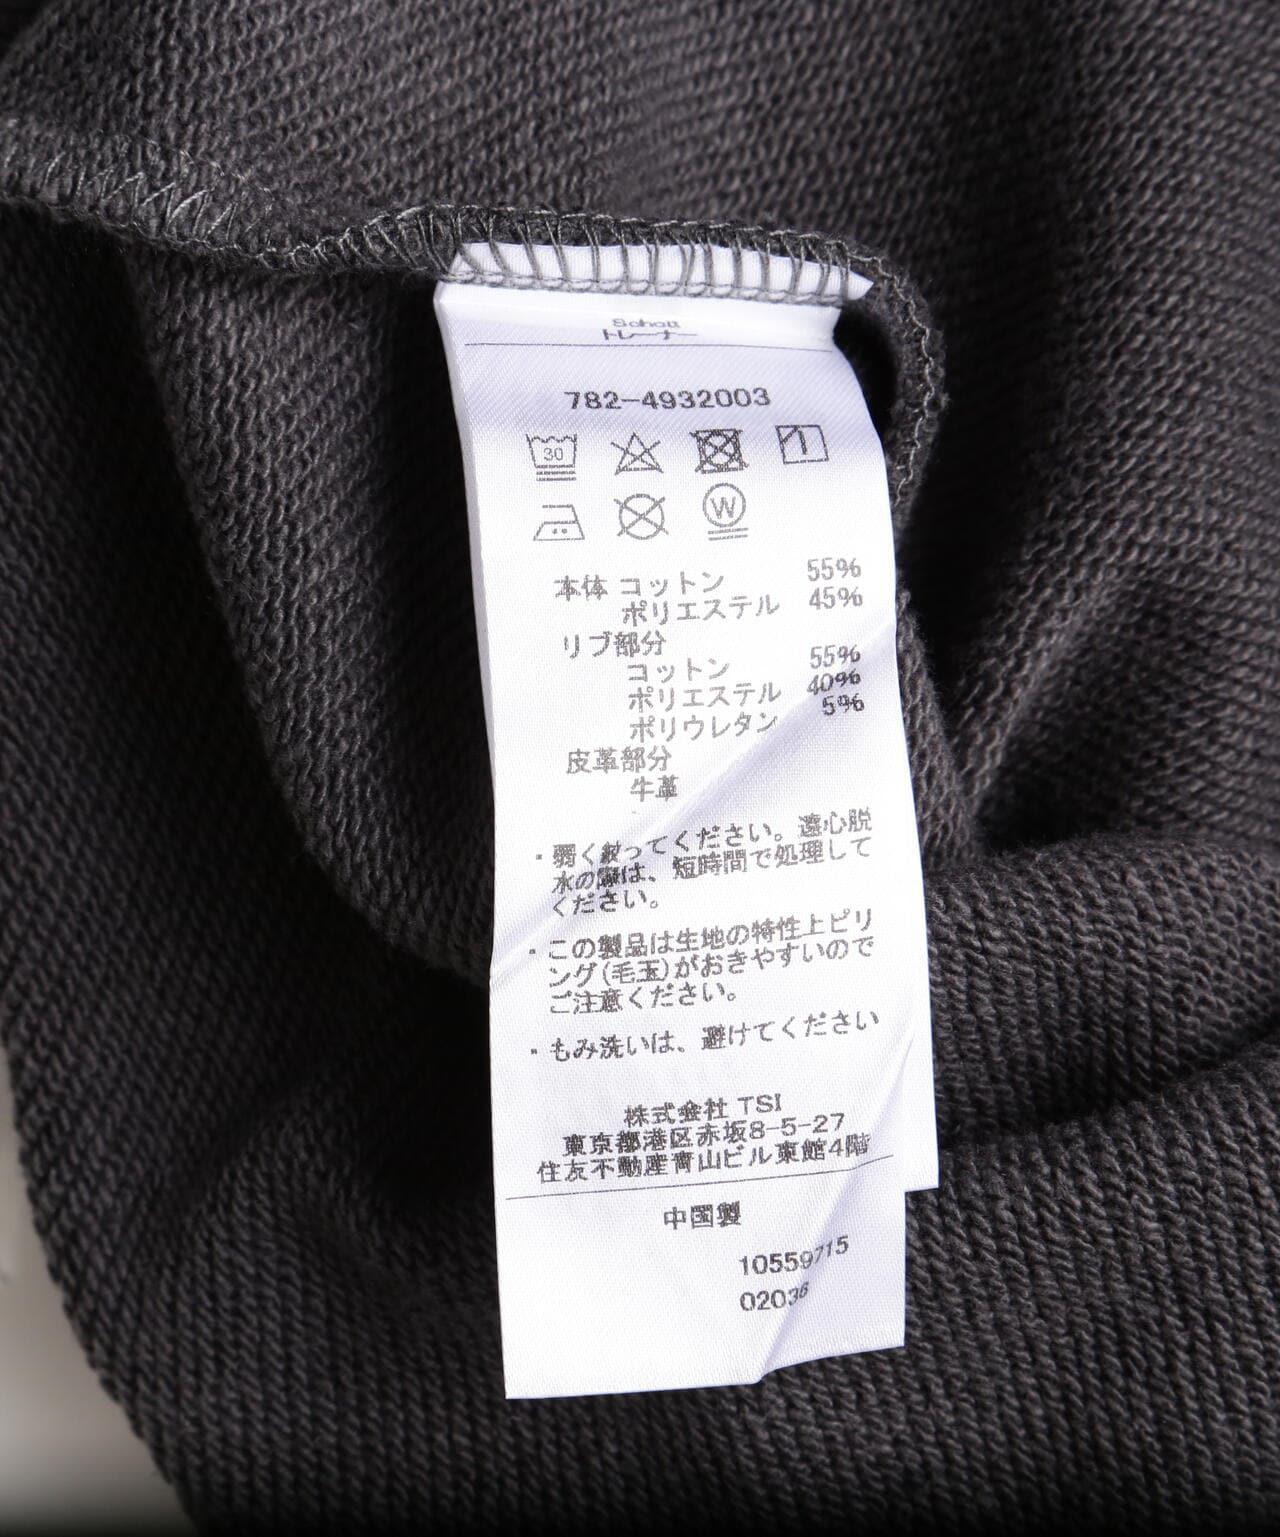 Schott
トレーナー
782-4932003
30
W
本体 コットン 55%
ポリエステル 45%
リブ部分
コットン 55%
ポリエステル 40%
ポリウレタン 5%
皮革部分
牛革
・弱く絞ってください。遠心脱
水の際は、短時間で処理して
ください。
・この製品は生地の特性上ピリ
ング(毛玉)がおきやすいので
ご注意ください。
・もみ洗いは、避けてください
株式会社 TSI
東京都港区赤坂8-5-27
住友不動産青山ビル東館4階
中国製
10559715
02036